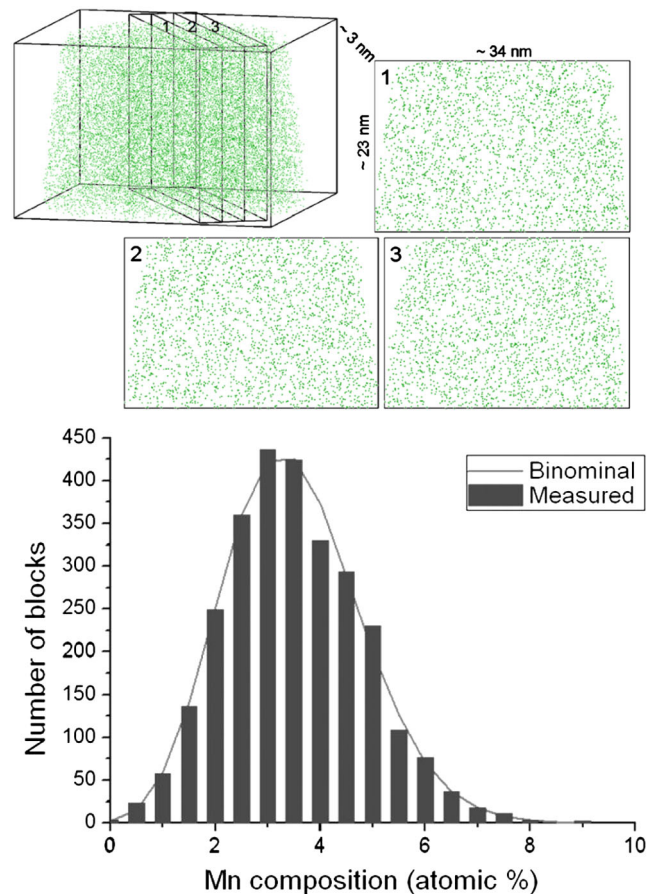 1 2 3
~ 3 nm
~ 34 nm
1
~ 23 nm
2
3
450
400
350
300
250
200
150
100
50
0
Number of blocks
Binominal
Measured
0 2 4 6 8 10
Mn composition (atomic %)